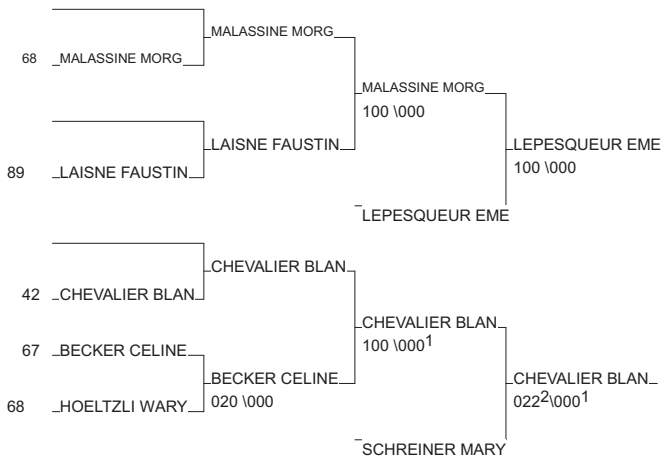 MALASSINE MORG
68 MALASSINE MORG
MALASSINE MORG
100 \000
LAISNE FAUSTIN
LEPESQUEUR EME
100 \000
89 LAISNE FAUSTIN
LEPESQUEUR EME
CHEVALIER BLAN
42 CHEVALIER BLAN
CHEVALIER BLAN
100 \000¹
67 BECKER CELINE
BECKER CELINE
020 \000
CHEVALIER BLAN
022²\000¹
68 HOELTZLI WARY
SCHREINER MARY